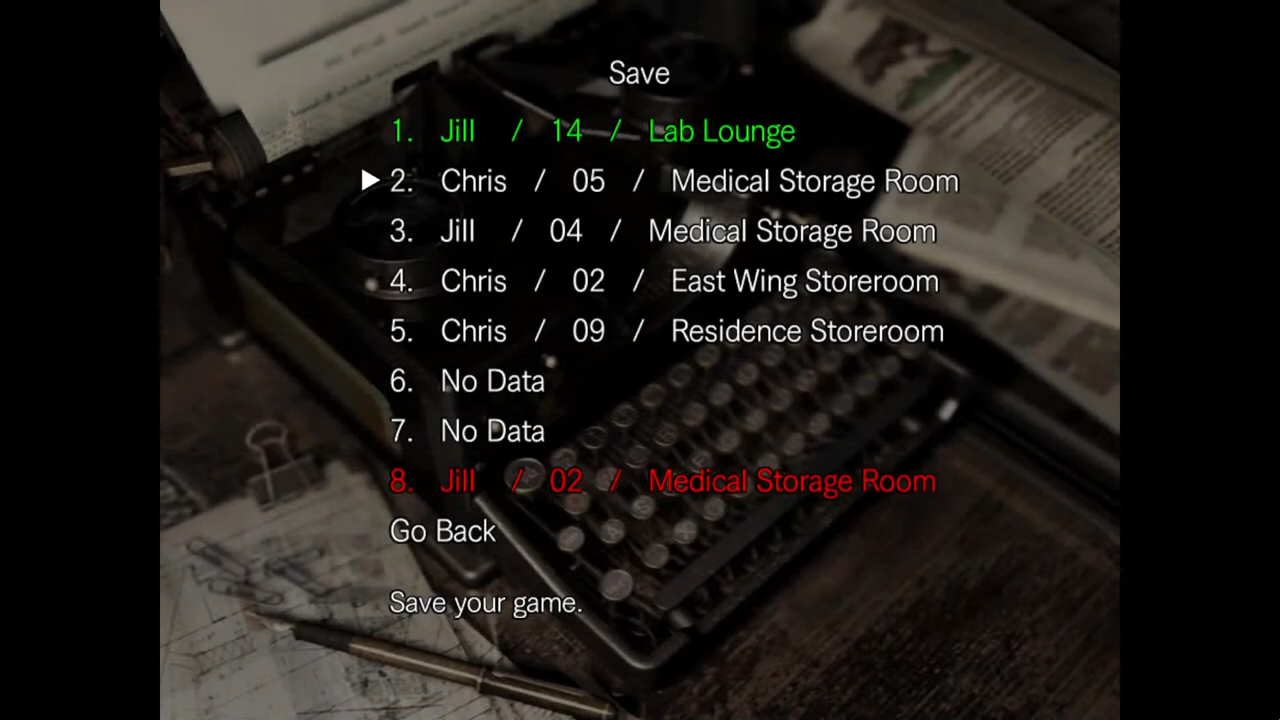 Save
1. Jill / 14 / Lab Lounge
2. Chris / 05 / Medical Storage Room
3. Jill / 04 / Medical Storage Room
4. Chris / 02 / East Wing Storeroom
5. Chris / 09 / Residence Storeroom
6. No Data
7. No Data
8. Jill / 02 / Medical Storage Room
Go Back
Save your game.